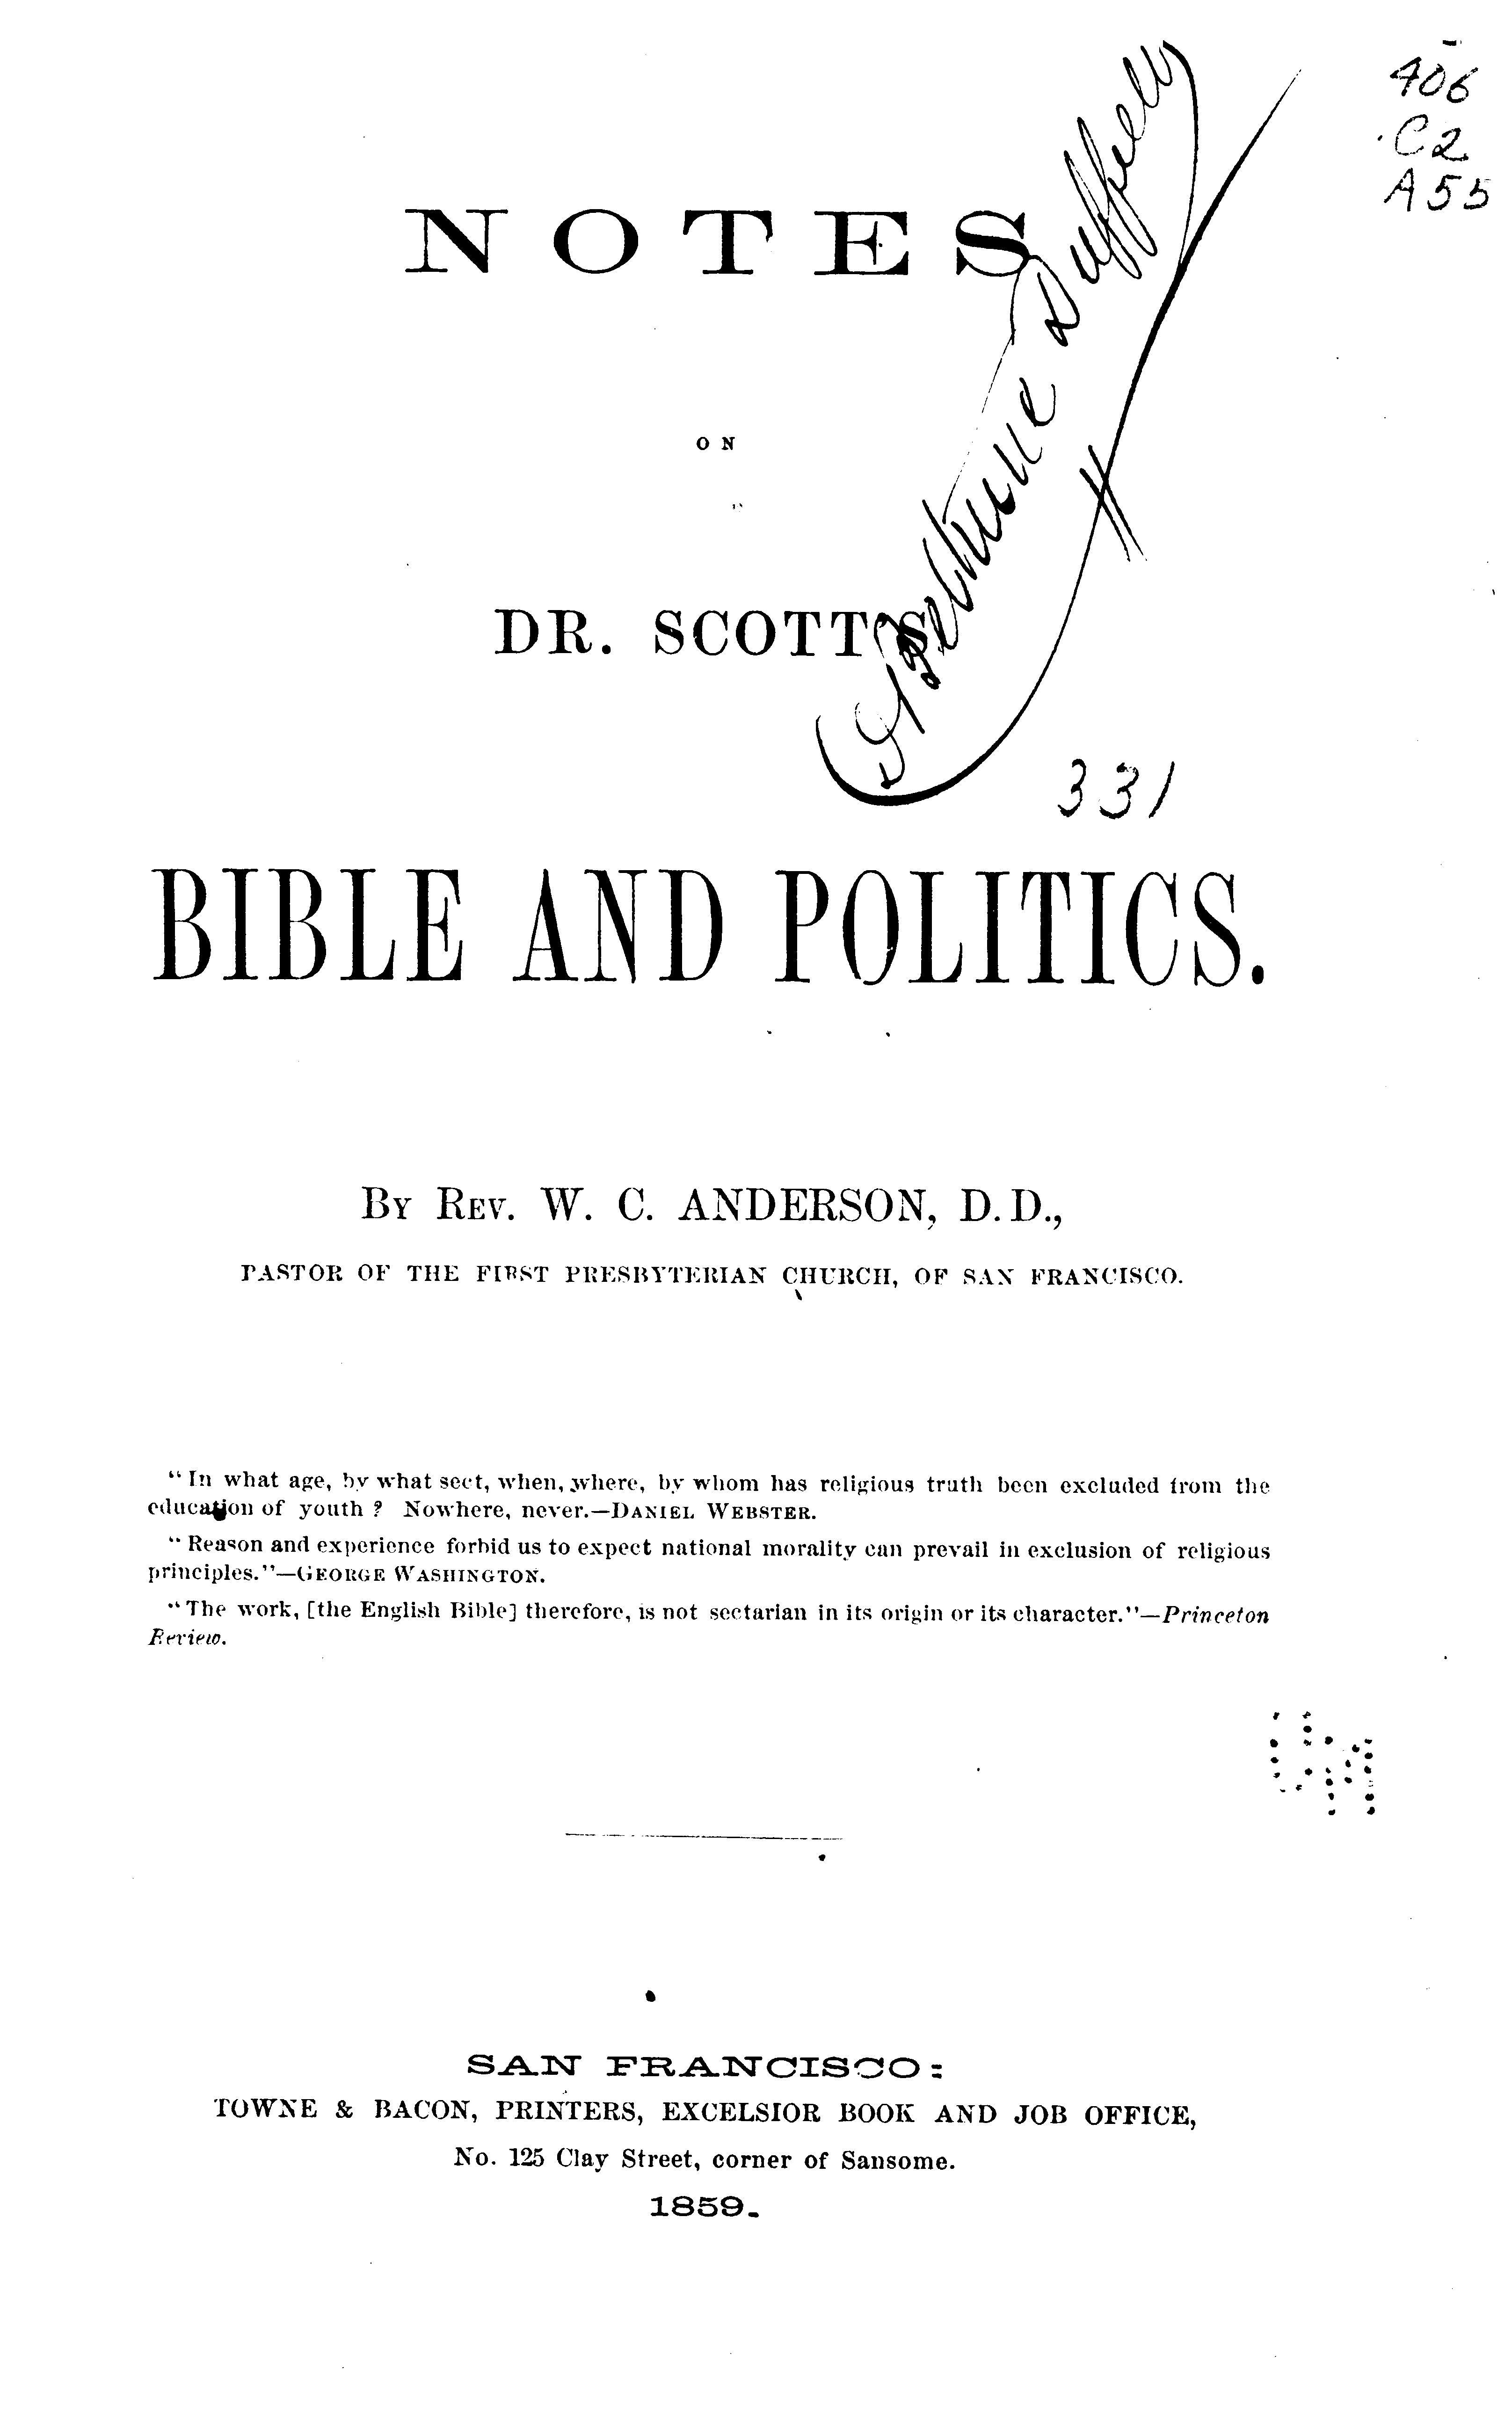 406
C2
A55
NOTES
ON
DR. SCOTT'S
Bethune Duffield
331
BIBLE AND POLITICS.
BY REV. W. C. ANDERSON, D. D.,
PASTOR OF THE FIRST PRESBYTERIAN CHURCH, OF SAN FRANCISCO.
"In what age, by what sect, when, where, by whom has religious truth been excluded from the
education of youth ? Nowhere, never.—DANIEL WEBSTER.
"Reason and experience forbid us to expect national morality can prevail in exclusion of religious
principles."—GEORGE WASHINGTON.
"The work, [the English Bible] therefore, is not sectarian in its origin or its character."—Princeton
Review.
SAN FRANCISCO:
TOWNE & BACON, PRINTERS, EXCELSIOR BOOK AND JOB OFFICE,
No. 125 Clay Street, corner of Sansome.
1859.